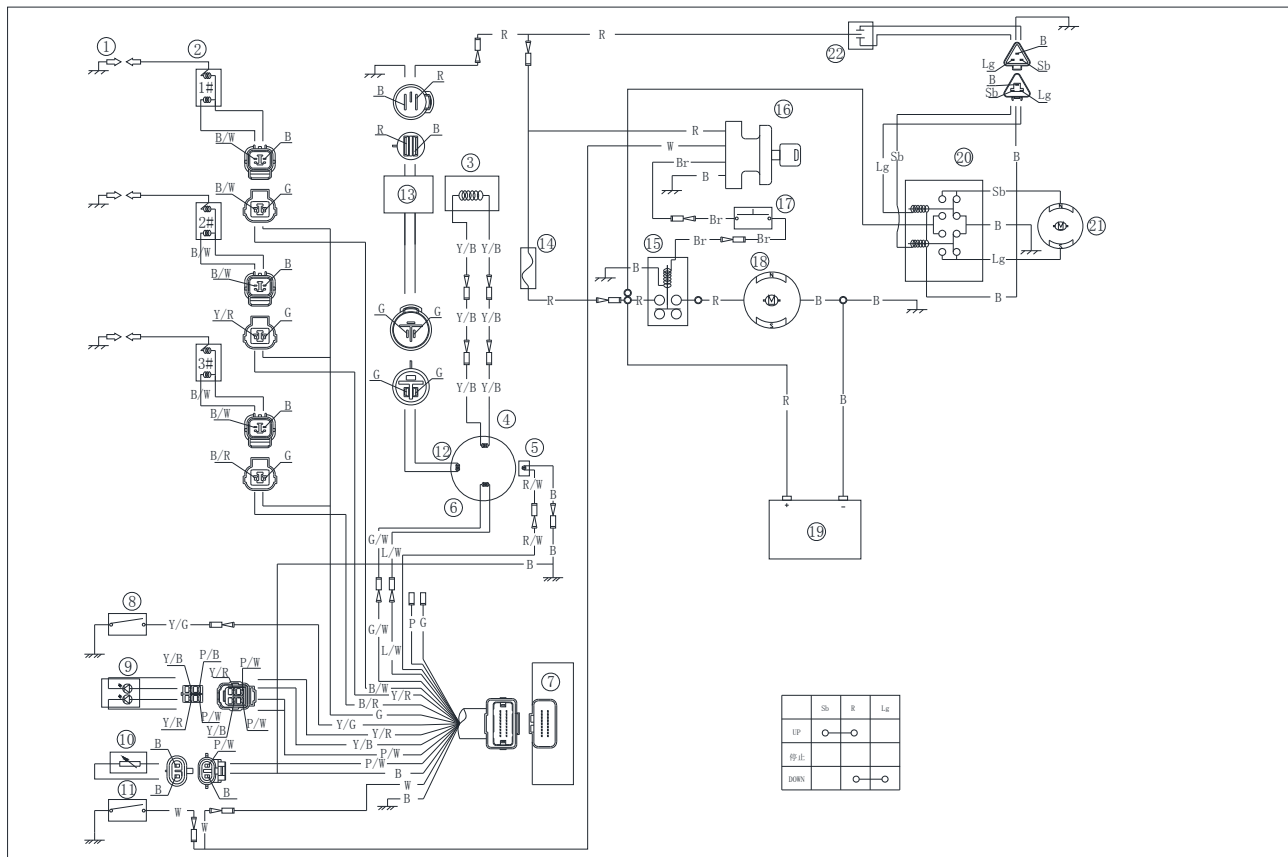 ①
②
1#
B/W
B
B/W
G
2#
B/W
B/W
B
Y/R
G
3#
B/W
B/W
B
B/R
G
R
R
B
R
R
B
③
⑬
Y/B
Y/B
Y/B
Y/B
Y/B
Y/B
G
G
G
G
④
⑫
⑤
⑥
R/W
B
R/W
B
B
G/W
L/W
G/W
L/W
P
G
⑭
R
R
W
Br
B
⑯
Br
⑰
Br
Br
⑮
B
R
R
⑱
N
M
S
B
B
R
B
+
-
⑲
㉒
B
Lg
Sb
B
Sb
Lg
Lg
Sb
B
⑳
Sb
B
Lg
B
N
M
S
㉑
⑧
Y/G
⑨
Y/B
P/B
Y/R
P/W
Y/R
P/W
Y/B
P/W
⑩
B
B
P/W
B
⑪
W
W
B/W
Y/R
B/R
G
Y/G
Y/R
Y/B
P/W
P/W
B
W
B
⑦
Sb R Lg
UP
停止
DOWN